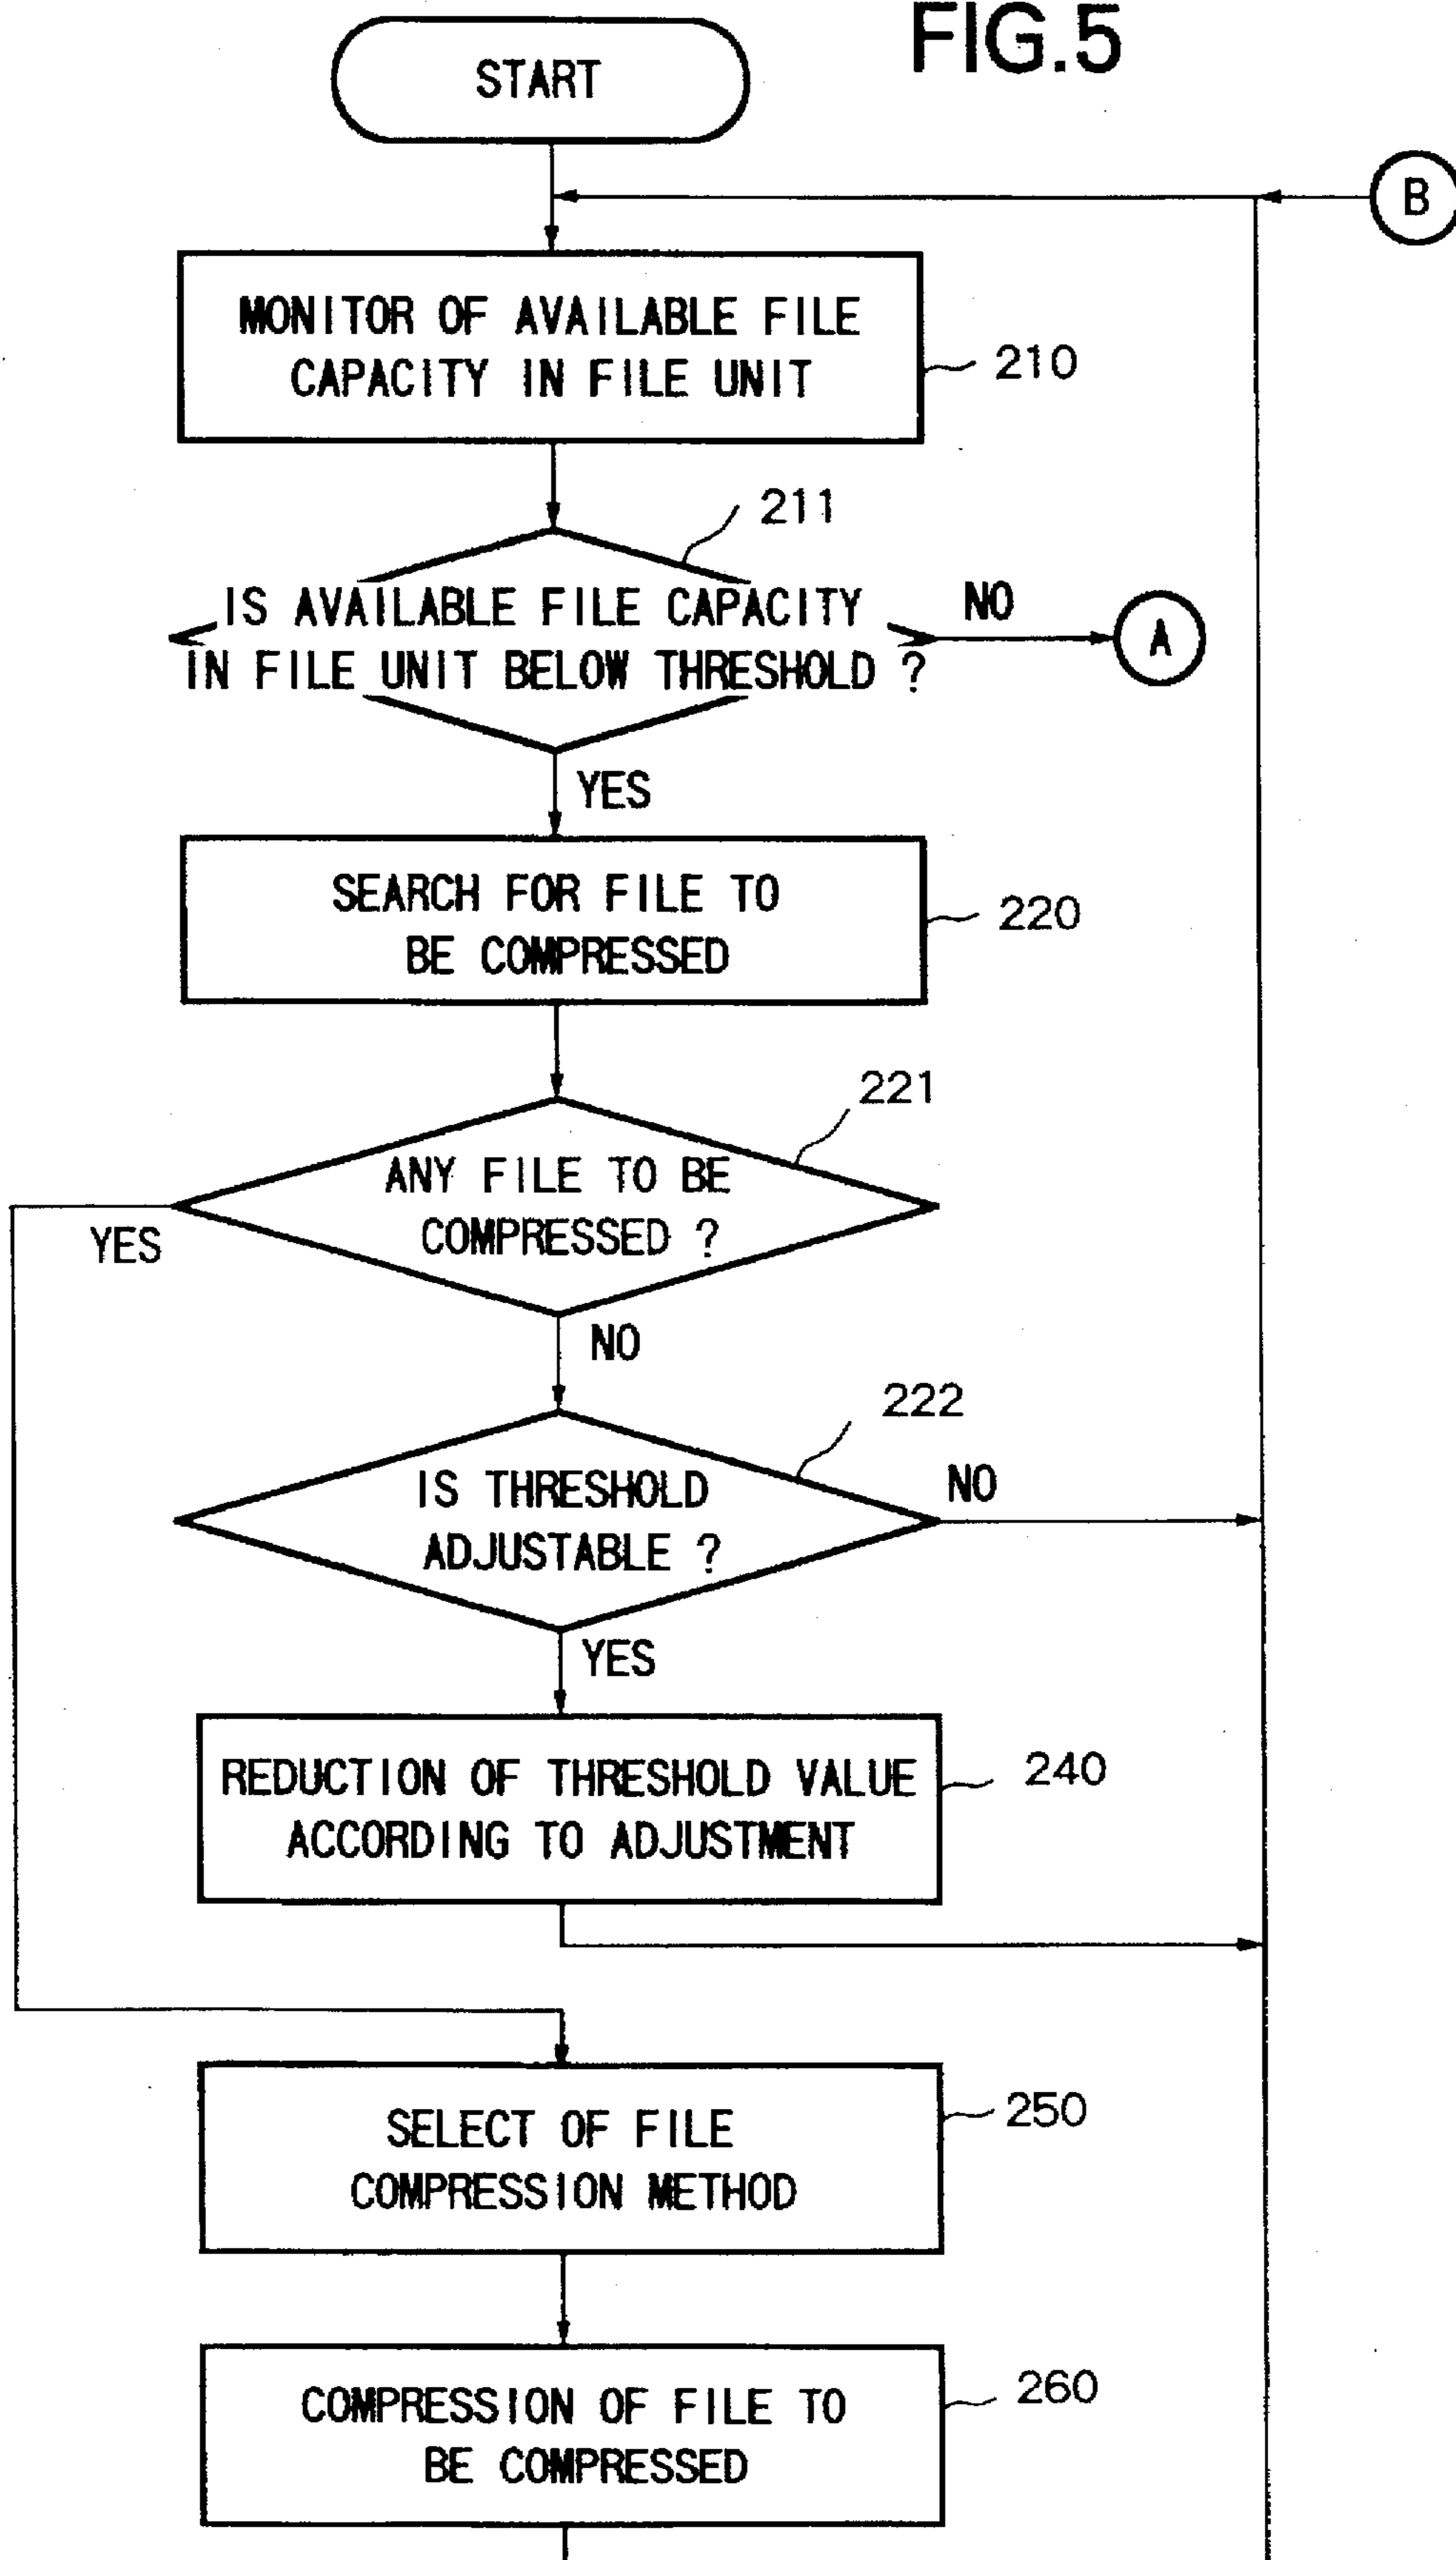 FIG.5
START
B
MONITOR OF AVAILABLE FILE
CAPACITY IN FILE UNIT
210
211
IS AVAILABLE FILE CAPACITY
IN FILE UNIT BELOW THRESHOLD ?
NO
A
YES
SEARCH FOR FILE TO
BE COMPRESSED
220
221
ANY FILE TO BE
COMPRESSED ?
YES
NO
222
IS THRESHOLD
ADJUSTABLE ?
NO
YES
REDUCTION OF THRESHOLD VALUE
ACCORDING TO ADJUSTMENT
240
SELECT OF FILE
COMPRESSION METHOD
250
COMPRESSION OF FILE TO
BE COMPRESSED
260